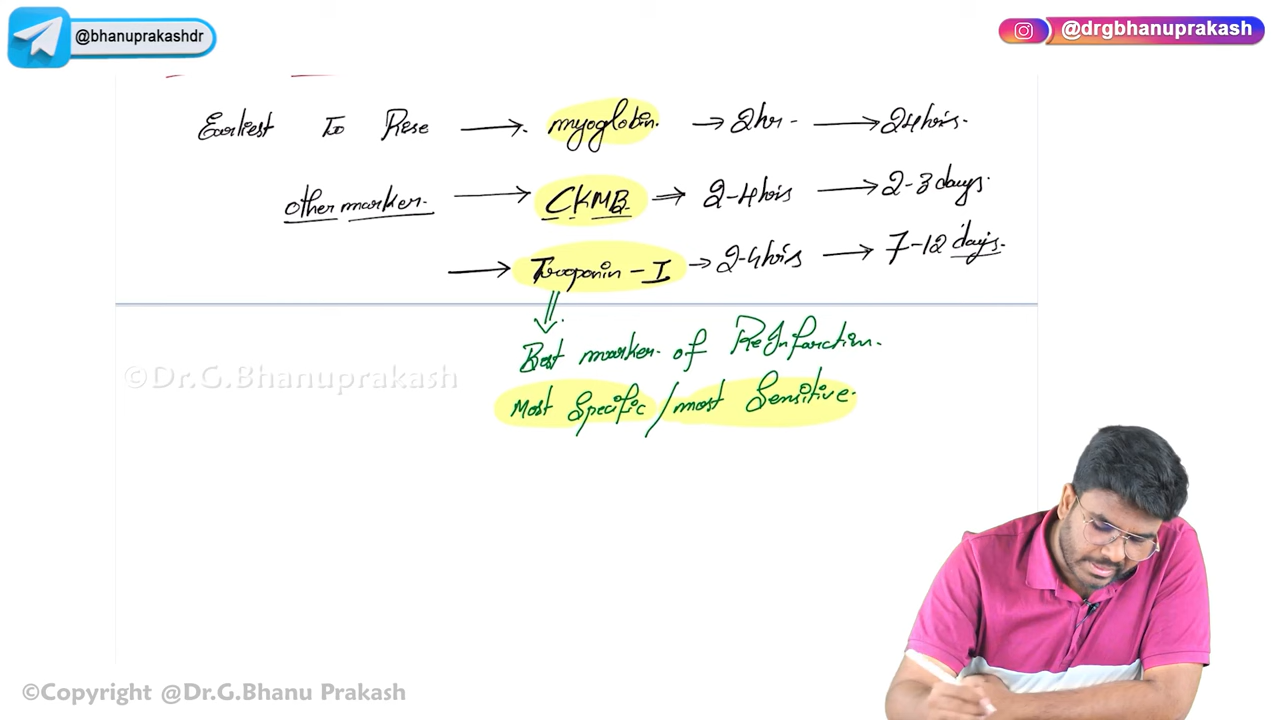 @bhanuprakashdr
@drgbhanuprakash
Earliest to Rese → myoglobin. → 2hr - → 24hrs.
other marker. → CKMB ⇒ 2-4hrs → 2-3 days.
→ Troponin - I → 2-4hrs → 7-12 days.
Best marker of ReInfarction.
©Dr.G.Bhanuprakash
Most Specific / most Sensitive.
©Copyright @Dr.G.Bhanu Prakash